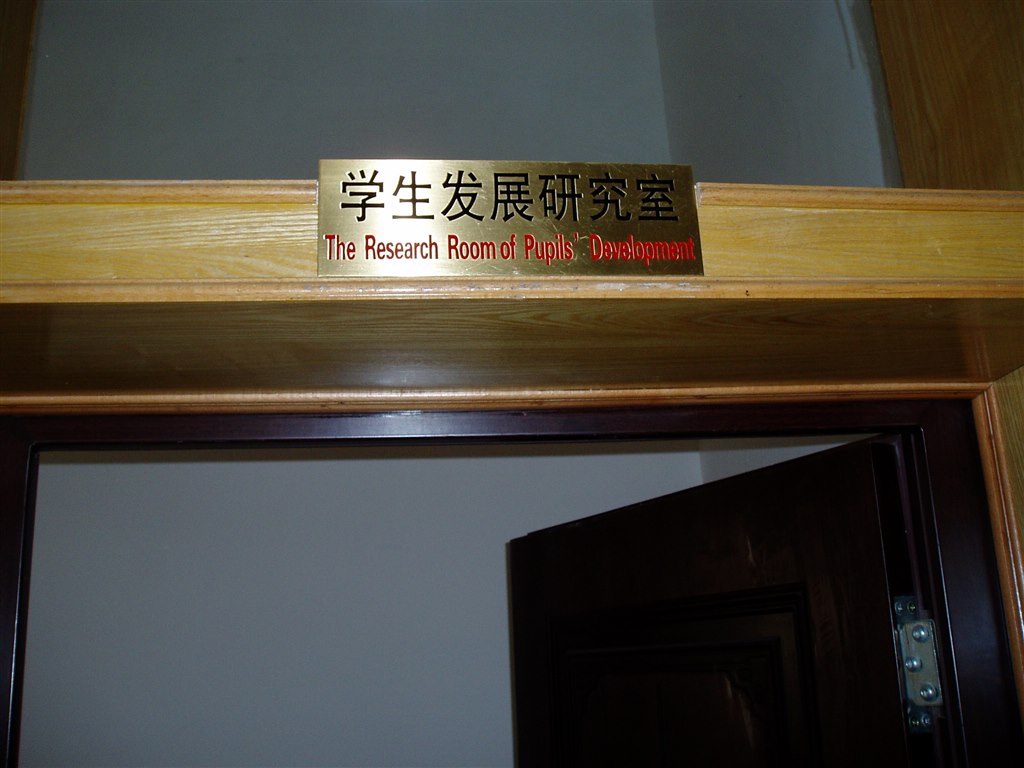 学生发展研究室
The Research Room of Pupils' Development